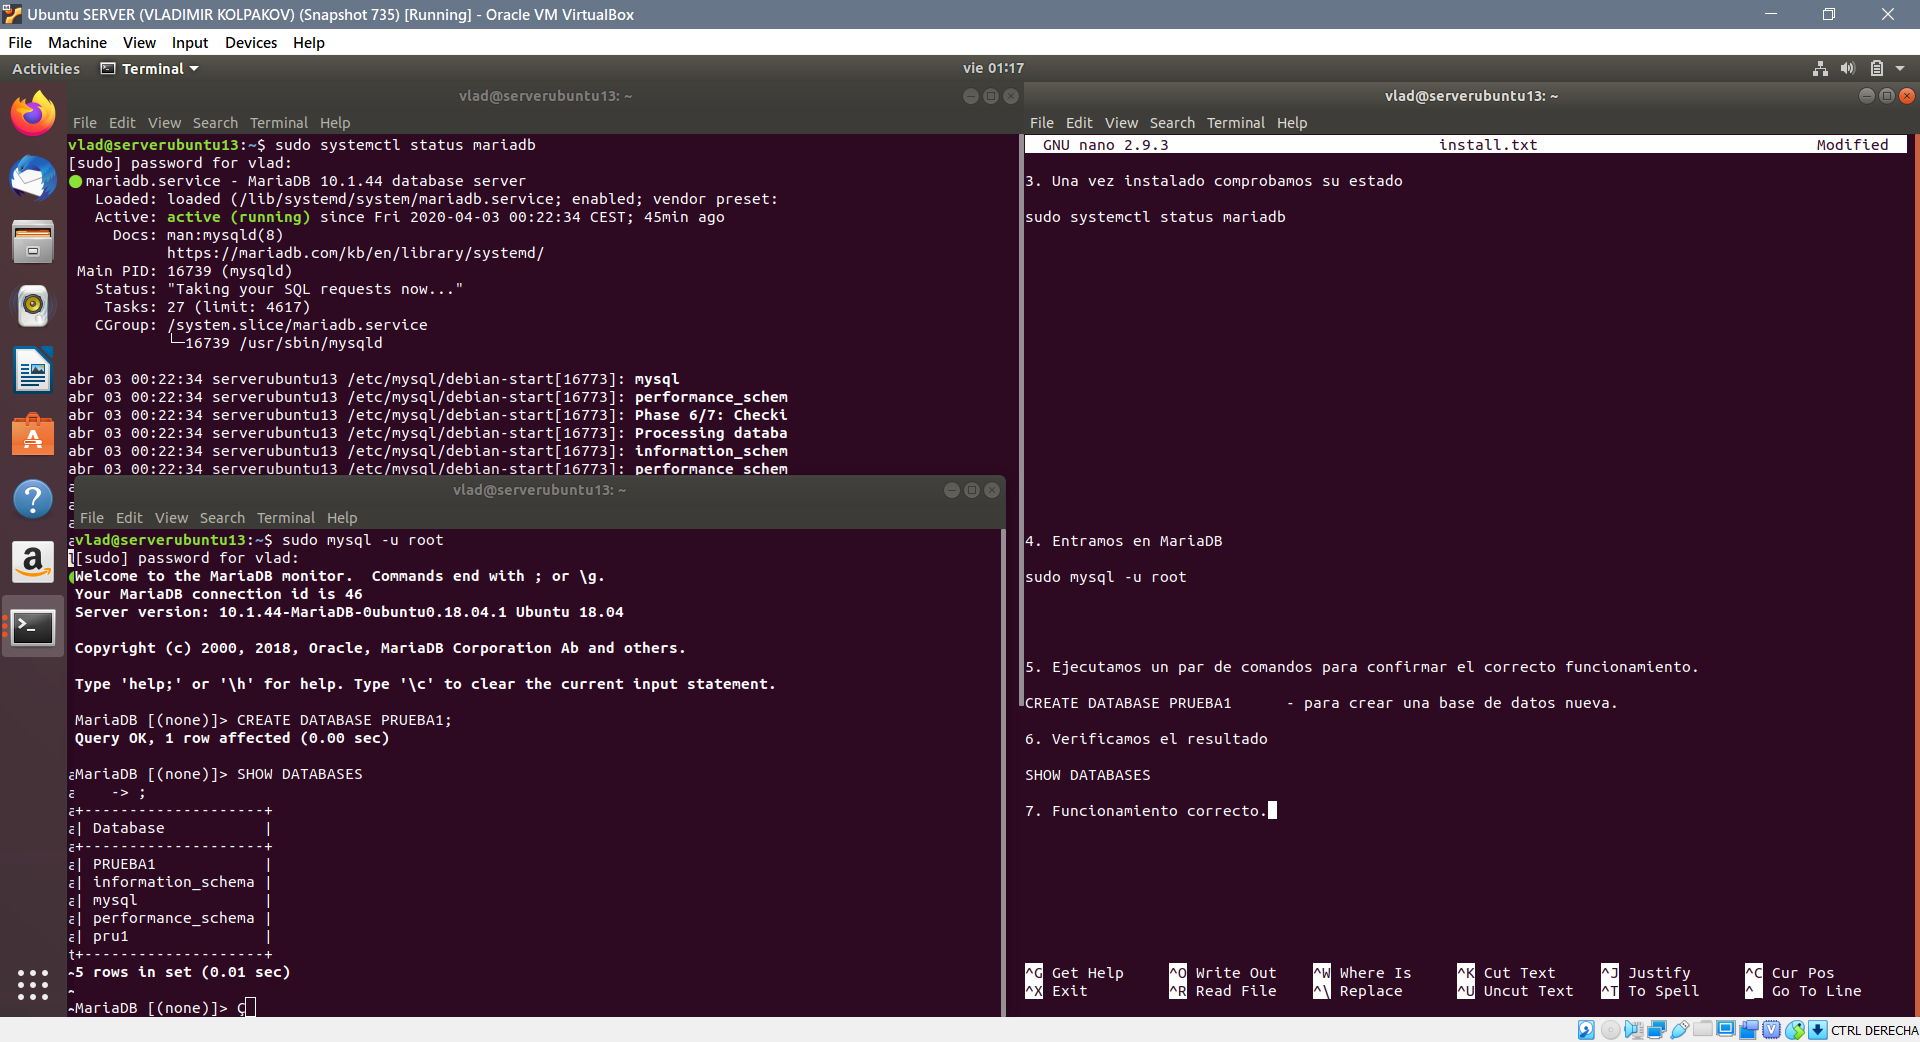 Ubuntu SERVER (VLADIMIR KOLPAKOV) (Snapshot 735) [Running] - Oracle VM VirtualBox
File Machine View Input Devices Help
Activities Terminal vie 01:17
vlad@serverubuntu13: ~
File Edit View Search Terminal Help
vlad@serverubuntu13:~$ sudo systemctl status mariadb
[sudo] password for vlad:
mariadb.service - MariaDB 10.1.44 database server
Loaded: loaded (/lib/systemd/system/mariadb.service; enabled; vendor preset:
Active: active (running) since Fri 2020-04-03 00:22:34 CEST; 45min ago
Docs: man:mysqld(8)
https://mariadb.com/kb/en/library/systemd/
Main PID: 16739 (mysqld)
Status: "Taking your SQL requests now..."
Tasks: 27 (limit: 4617)
CGroup: /system.slice/mariadb.service
└─16739 /usr/sbin/mysqld
abr 03 00:22:34 serverubuntu13 /etc/mysql/debian-start[16773]: mysql
abr 03 00:22:34 serverubuntu13 /etc/mysql/debian-start[16773]: performance_schem
abr 03 00:22:34 serverubuntu13 /etc/mysql/debian-start[16773]: Phase 6/7: Checki
abr 03 00:22:34 serverubuntu13 /etc/mysql/debian-start[16773]: Processing databa
abr 03 00:22:34 serverubuntu13 /etc/mysql/debian-start[16773]: information_schem
abr 03 00:22:34 serverubuntu13 /etc/mysql/debian-start[16773]: performance_schem
vlad@serverubuntu13: ~
File Edit View Search Terminal Help
vlad@serverubuntu13:~$ sudo mysql -u root
[sudo] password for vlad:
Welcome to the MariaDB monitor.  Commands end with ; or \g.
Your MariaDB connection id is 46
Server version: 10.1.44-MariaDB-0ubuntu0.18.04.1 Ubuntu 18.04
Copyright (c) 2000, 2018, Oracle, MariaDB Corporation Ab and others.
Type 'help;' or '\h' for help. Type '\c' to clear the current input statement.
MariaDB [(none)]> CREATE DATABASE PRUEBA1;
Query OK, 1 row affected (0.00 sec)
MariaDB [(none)]> SHOW DATABASES
-> ;
+--------------------+
| Database           |
+--------------------+
| PRUEBA1            |
| information_schema |
| mysql              |
| performance_schema |
| pru1               |
+--------------------+
5 rows in set (0.01 sec)
MariaDB [(none)]> Ç
vlad@serverubuntu13: ~
File Edit View Search Terminal Help
GNU nano 2.9.3 install.txt Modified
3. Una vez instalado comprobamos su estado
sudo systemctl status mariadb
4. Entramos en MariaDB
sudo mysql -u root
5. Ejecutamos un par de comandos para confirmar el correcto funcionamiento.
CREATE DATABASE PRUEBA1      - para crear una base de datos nueva.
6. Verificamos el resultado
SHOW DATABASES
7. Funcionamiento correcto.
^G Get Help ^O Write Out ^W Where Is ^K Cut Text ^J Justify ^C Cur Pos
^X Exit ^R Read File ^\ Replace ^U Uncut Text ^T To Spell ^_ Go To Line
CTRL DERECHA